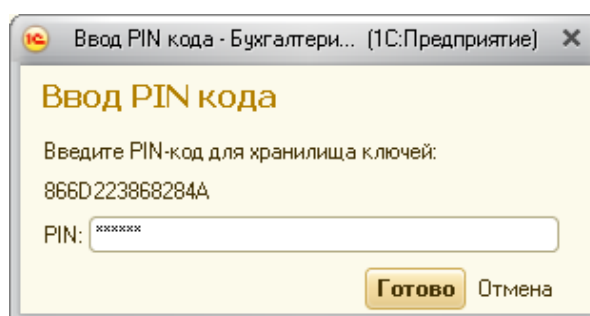 1С Ввод PIN кода - Бухгалтери... (1С:Предприятие)
Ввод PIN кода
Введите PIN-код для хранилища ключей:
866D223868284A
PIN: ******
Готово Отмена